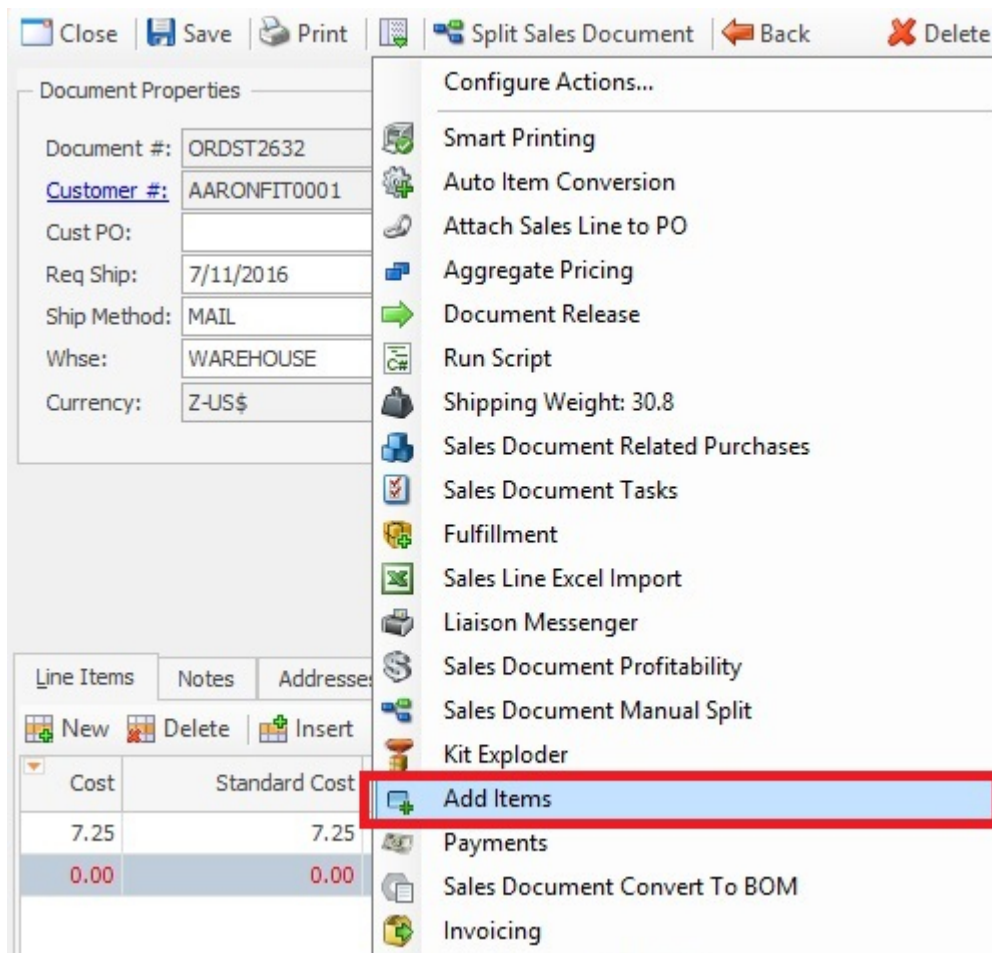 Close Save Print Split Sales Document Back Delete
Configure Actions...
Document Properties
Smart Printing
Document #: ORDST2632
Auto Item Conversion
Customer #: AARONFIT0001
Attach Sales Line to PO
Cust PO:
Aggregate Pricing
Req Ship: 7/11/2016
Document Release
Ship Method: MAIL
Run Script
Whse: WAREHOUSE
Shipping Weight: 30.8
Currency: Z-US$
Sales Document Related Purchases
Sales Document Tasks
Fulfillment
Sales Line Excel Import
Liaison Messenger
Sales Document Profitability
Line Items Notes Addresses
Sales Document Manual Split
New Delete Insert
Kit Exploder
Cost Standard Cost
Add Items
7.25 7.25
Payments
0.00 0.00
Sales Document Convert To BOM
Invoicing